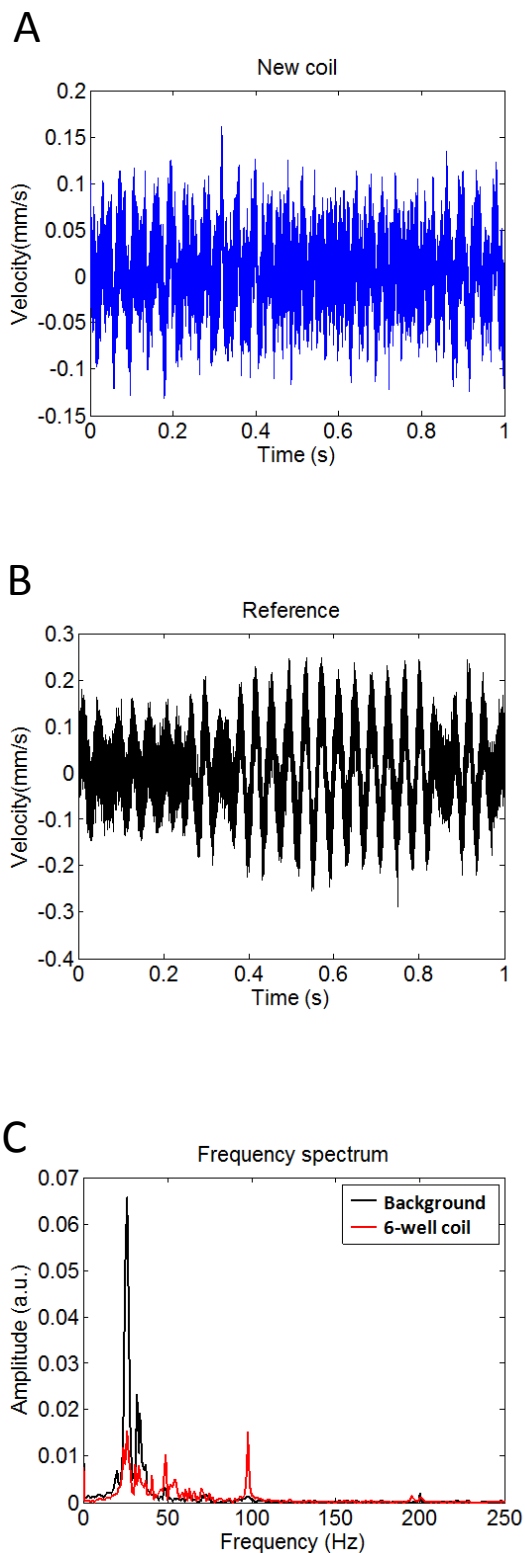 A
New coil
Velocity(mm/s)
0.2
0.15
0.1
0.05
0
-0.05
-0.1
-0.15
0 0.2 0.4 0.6 0.8 1
Time (s)
B
Reference
Velocity(mm/s)
0.3
0.2
0.1
0
-0.1
-0.2
-0.3
-0.4
0 0.2 0.4 0.6 0.8 1
Time (s)
C
Frequency spectrum
Amplitude (a.u.)
0.07
0.06
0.05
0.04
0.03
0.02
0.01
0
Background
6-well coil
0 50 100 150 200 250
Frequency (Hz)